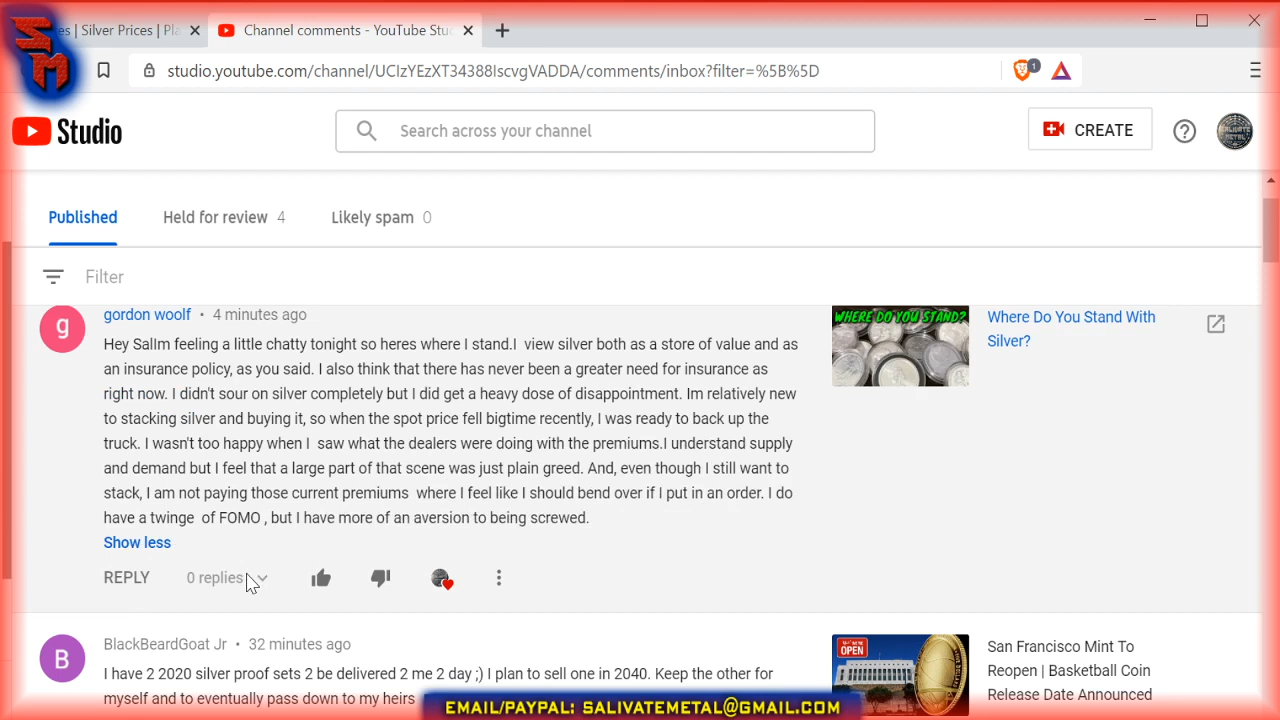 SM
es | Silver Prices | Pla
Channel comments - YouTube Stu
studio.youtube.com/channel/UCIzYEzXT34388IscvgVADDA/comments/inbox?filter=%5B%5D
1
Studio
Search across your channel
CREATE
SALIVATE
METAL
Published
Held for review 4
Likely spam 0
Filter
g
gordon woolf • 4 minutes ago
Hey SalIm feeling a little chatty tonight so heres where I stand.I view silver both as a store of value and as
an insurance policy, as you said. I also think that there has never been a greater need for insurance as
right now. I didn't sour on silver completely but I did get a heavy dose of disappointment. Im relatively new
to stacking silver and buying it, so when the spot price fell bigtime recently, I was ready to back up the
truck. I wasn't too happy when I saw what the dealers were doing with the premiums.I understand supply
and demand but I feel that a large part of that scene was just plain greed. And, even though I still want to
stack, I am not paying those current premiums where I feel like I should bend over if I put in an order. I do
have a twinge of FOMO , but I have more of an aversion to being screwed.
Show less
REPLY
0 replies
WHERE DO YOU STAND?
Where Do You Stand With
Silver?
B
BlackBeardGoat Jr • 32 minutes ago
I have 2 2020 silver proof sets 2 be delivered 2 me 2 day ;) I plan to sell one in 2040. Keep the other for
myself and to eventually pass down to my heirs
OPEN
San Francisco Mint To
Reopen | Basketball Coin
Release Date Announced
EMAIL/PAYPAL: SALIVATEMETAL@GMAIL.COM